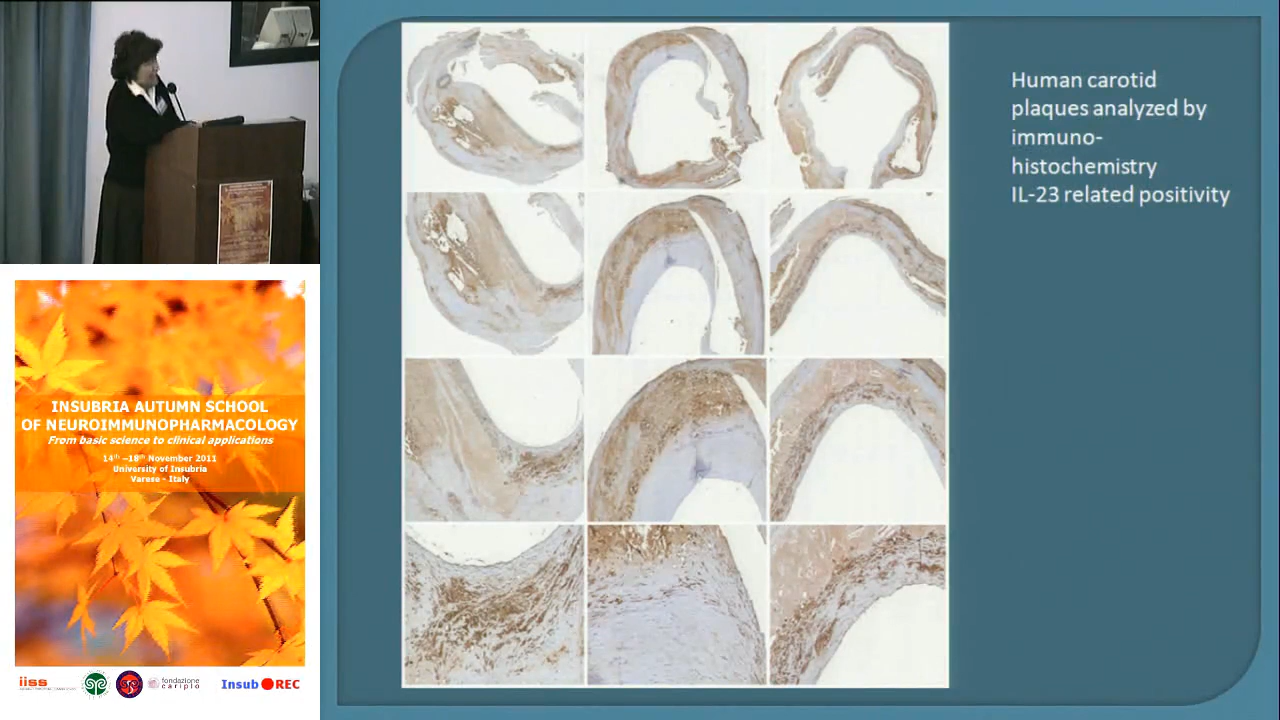 Human carotid
plaques analyzed by
immuno-
histochemistry
IL-23 related positivity
INSUBRIA AUTUMN SCHOOL
OF NEUROIMMUNOPHARMACOLOGY
From basic science to clinical applications
14th –18th November 2011
University of Insubria
Varese - Italy
iiss
fondazione
cariplo
Insub REC